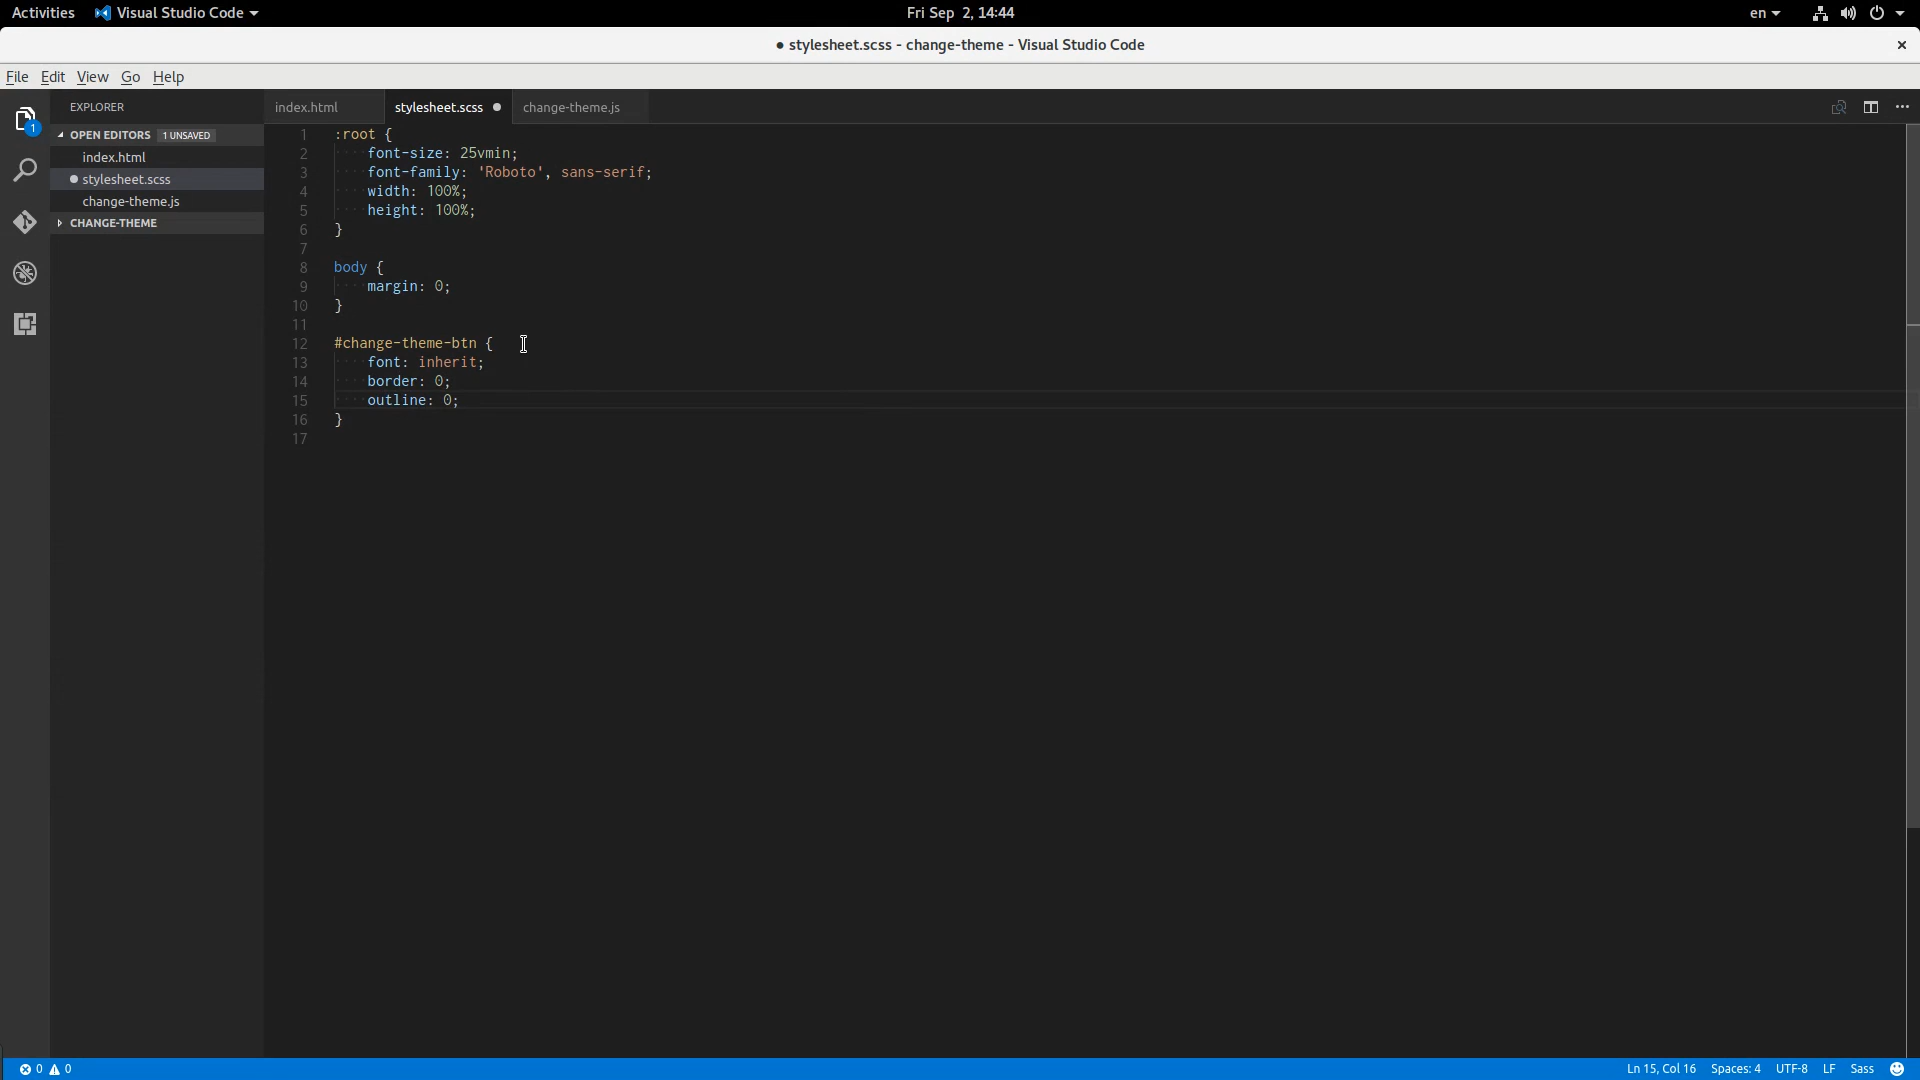 Activities Visual Studio Code Fri Sep 2, 14:44 en
● stylesheet.scss - change-theme - Visual Studio Code ×
File Edit View Go Help
EXPLORER index.html stylesheet.scss ● change-theme.js
OPEN EDITORS 1 UNSAVED
index.html
● stylesheet.scss
change-theme.js
CHANGE-THEME
1
1 :root {
2 font-size: 25vmin;
3 font-family: 'Roboto', sans-serif;
4 width: 100%;
5 height: 100%;
6 }
7
8 body {
9 margin: 0;
10 }
11
12 #change-theme-btn {
13 font: inherit;
14 border: 0;
15 outline: 0;
16 }
17
0 0 Ln 15, Col 16 Spaces: 4 UTF-8 LF Sass